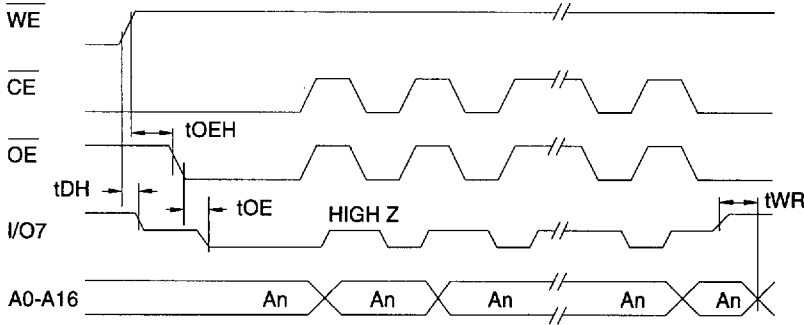 WE
CE
tOEH
OE
tDH
tOE
tWR
HIGH Z
I/O7
A0-A16 An An An An An